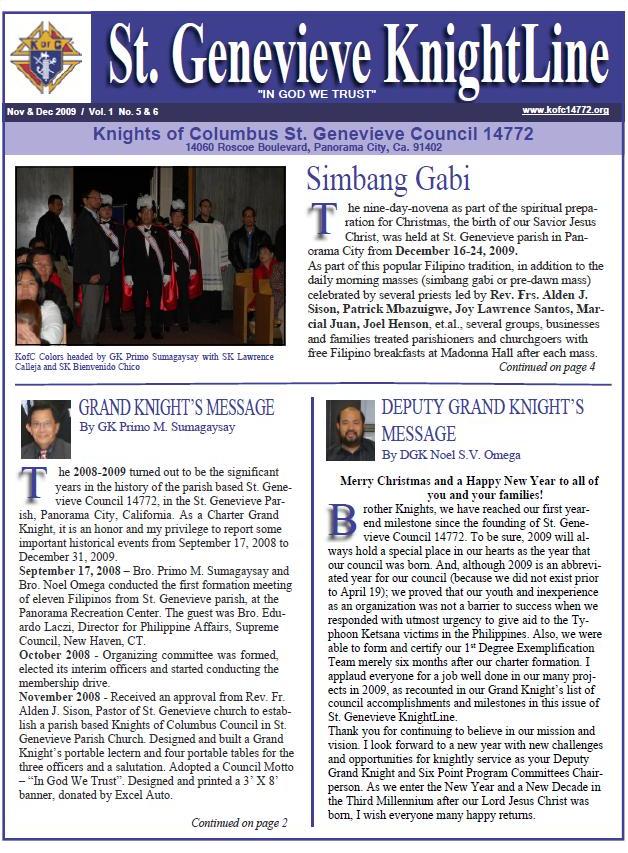 K of C
St. Genevieve KnightLine
"IN GOD WE TRUST"
Nov & Dec 2009 / Vol. 1 No. 5 & 6
www.kofc14772.org
Knights of Columbus St. Genevieve Council 14772
14060 Roscoe Boulevard, Panorama City, Ca. 91402
KofC Colors headed by GK Primo Sumagaysay with SK Lawrence
Calleja and SK Bienvenido Chico
Simbang Gabi
The nine-day-novena as part of the spiritual prepa-
ration for Christmas, the birth of our Savior Jesus
Christ, was held at St. Genevieve parish in Pan-
orama City from December 16-24, 2009.
As part of this popular Filipino tradition, in addition to the
daily morning masses (simbang gabi or pre-dawn mass)
celebrated by several priests led by Rev. Frs. Alden J.
Sison, Patrick Mbazuigwe, Joy Lawrence Santos, Mar-
cial Juan, Joel Henson, et.al., several groups, businesses
and families treated parishioners and churchgoers with
free Filipino breakfasts at Madonna Hall after each mass.
Continued on page 4
GRAND KNIGHT'S MESSAGE
By GK Primo M. Sumagaysay
The 2008-2009 turned out to be the significant
years in the history of the parish based St. Gene-
vieve Council 14772, in the St. Genevieve Par-
ish, Panorama City, California. As a Charter Grand
Knight, it is an honor and my privilege to report some
important historical events from September 17, 2008 to
December 31, 2009.
September 17, 2008 – Bro. Primo M. Sumagaysay and
Bro. Noel Omega conducted the first formation meeting
of eleven Filipinos from St. Genevieve parish, at the
Panorama Recreation Center. The guest was Bro. Edu-
ardo Laczi, Director for Philippine Affairs, Supreme
Council, New Haven, CT.
October 2008 - Organizing committee was formed,
elected its interim officers and started conducting the
membership drive.
November 2008 - Received an approval from Rev. Fr.
Alden J. Sison, Pastor of St. Genevieve church to estab-
lish a parish based Knights of Columbus Council in St.
Genevieve Parish Church. Designed and built a Grand
Knight's portable lectern and four portable tables for the
three officers and a salutation. Adopted a Council Motto
– "In God We Trust". Designed and printed a 3' X 8'
banner, donated by Excel Auto.
Continued on page 2
DEPUTY GRAND KNIGHT'S
MESSAGE
By DGK Noel S.V. Omega
Merry Christmas and a Happy New Year to all of
you and your families!
Brother Knights, we have reached our first year-
end milestone since the founding of St. Gene-
vieve Council 14772. To be sure, 2009 will al-
ways hold a special place in our hearts as the year that
our council was born. And, although 2009 is an abbrevi-
ated year for our council (because we did not exist prior
to April 19); we proved that our youth and inexperience
as an organization was not a barrier to success when we
responded with utmost urgency to give aid to the Ty-
phoon Ketsana victims in the Philippines. Also, we were
able to form and certify our 1st Degree Exemplification
Team merely six months after our charter formation. I
applaud everyone for a job well done in our many proj-
ects in 2009, as recounted in our Grand Knight's list of
council accomplishments and milestones in this issue of
St. Genevieve KnightLine.
Thank you for continuing to believe in our mission and
vision. I look forward to a new year with new challenges
and opportunities for knightly service as your Deputy
Grand Knight and Six Point Program Committees Chair-
person. As we enter the New Year and a New Decade in
the Third Millennium after our Lord Jesus Christ was
born, I wish everyone many happy returns.